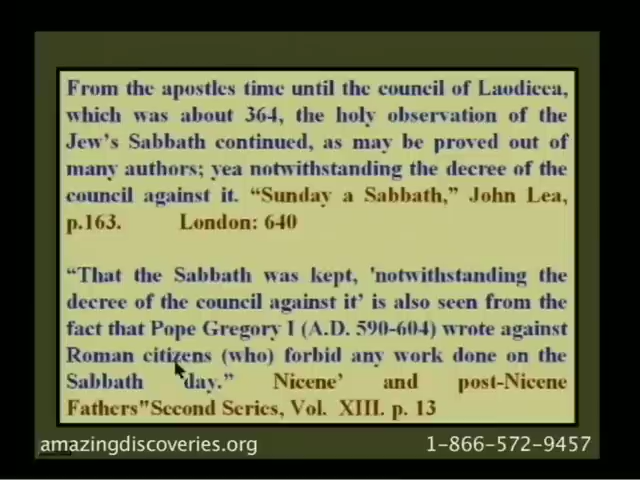 From the apostles time until the council of Laodicea,
which was about 364, the holy observation of the
Jew's Sabbath continued, as may be proved out of
many authors; yea notwithstanding the decree of the
council against it. “Sunday a Sabbath,” John Lea,
p.163. London: 640
“That the Sabbath was kept, 'notwithstanding the
decree of the council against it’ is also seen from the
fact that Pope Gregory I (A.D. 590-604) wrote against
Roman citizens (who) forbid any work done on the
Sabbath day.” Nicene’ and post-Nicene
Fathers"Second Series, Vol. XIII. p. 13
amazingdiscoveries.org 1-866-572-9457